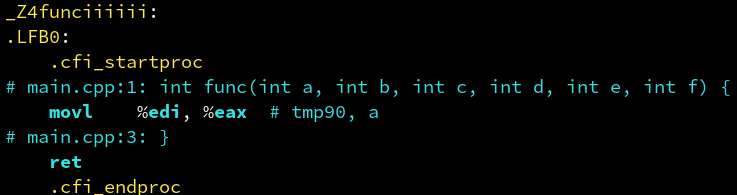 _Z4funciiiiii:
.LFB0:
    .cfi_startproc
# main.cpp:1: int func(int a, int b, int c, int d, int e, int f) {
    movl    %edi, %eax  # tmp90, a
# main.cpp:3: }
    ret
    .cfi_endproc